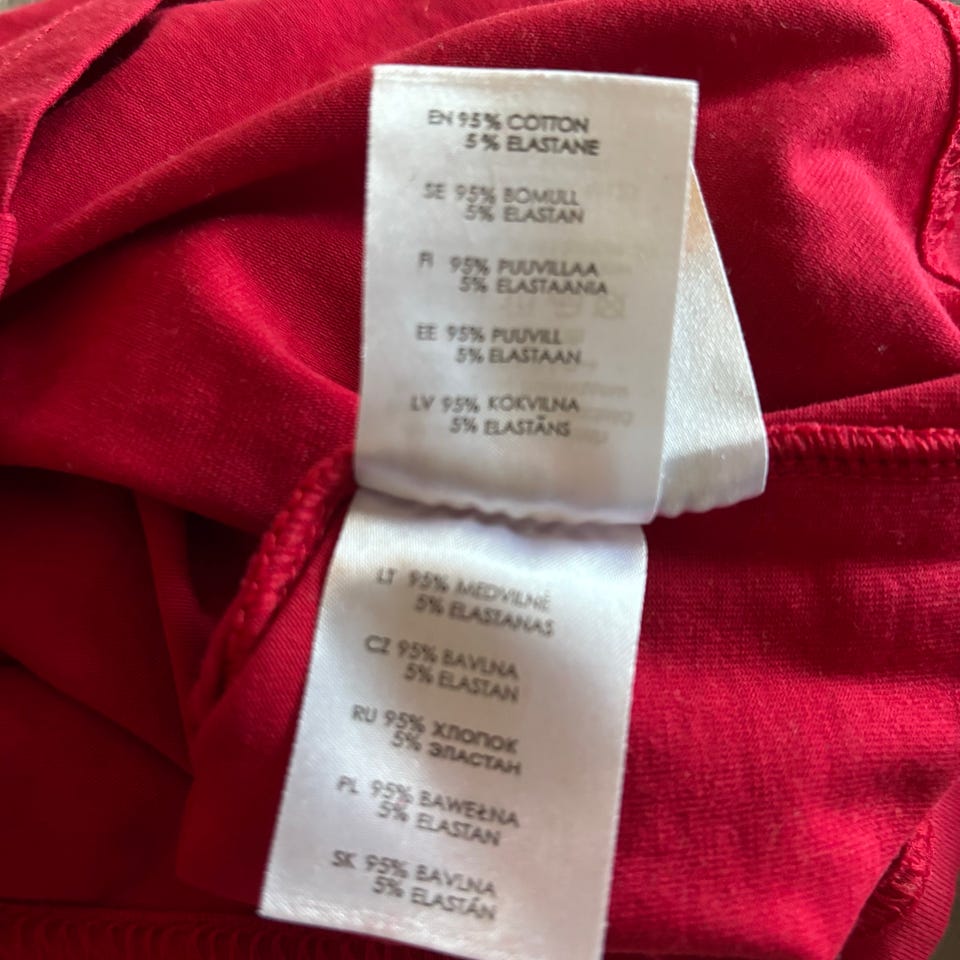 EN 95% COTTON
5% ELASTANE
SE 95% BOMULL
5% ELASTAN
FI 95% PUUVILLAA
5% ELASTAANIA
EE 95% PUUVILL
5% ELASTAAN
LV 95% KOKVILNA
5% ELASTĀNS
LT 95% MEDVILNĖ
5% ELASTANAS
CZ 95% BAVLNA
5% ELASTAN
RU 95% ХЛОПОК
5% ЭЛАСТАН
PL 95% BAWEŁNA
5% ELASTAN
SK 95% BAVLNA
5% ELASTÁN